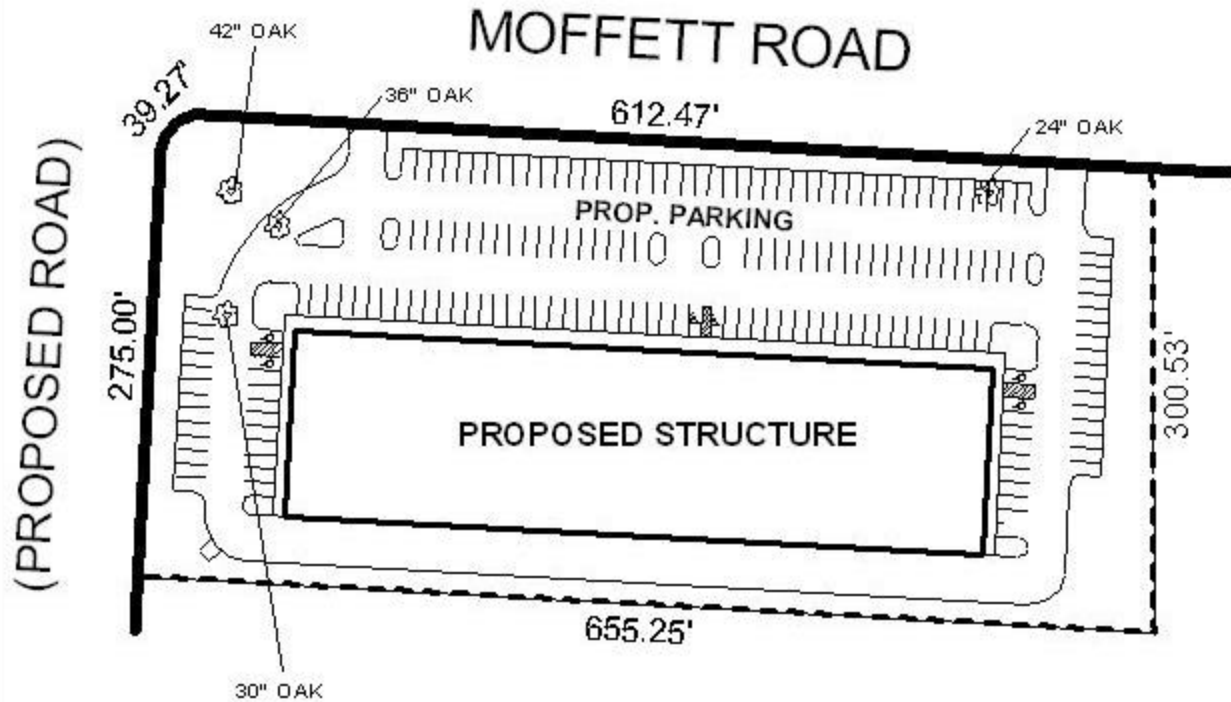 MOFFETT ROAD
42" OAK
39.27'
36" OAK
612.47'
24" OAK
PROP. PARKING
(PROPOSED ROAD)
275.00'
PROPOSED STRUCTURE
300.53'
655.25'
30" OAK